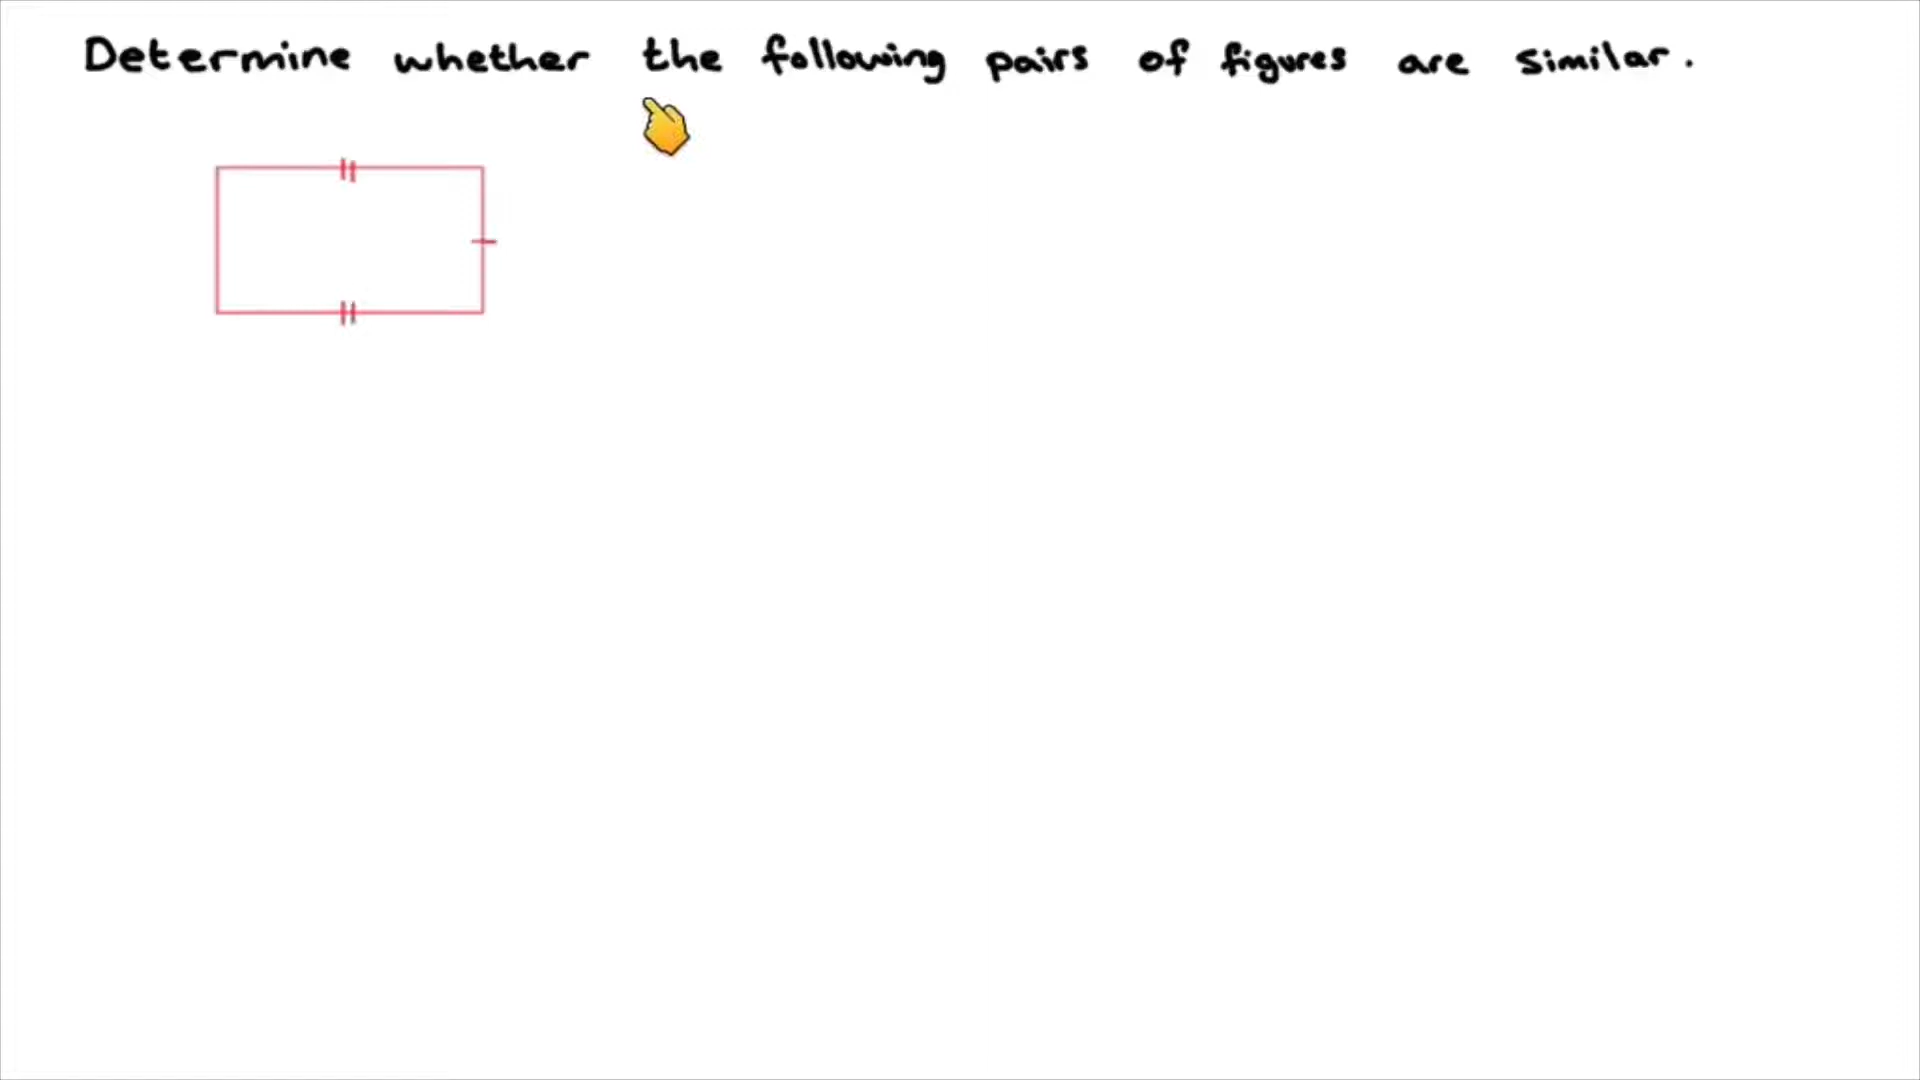 Determine whether the following pairs of figures are similar.